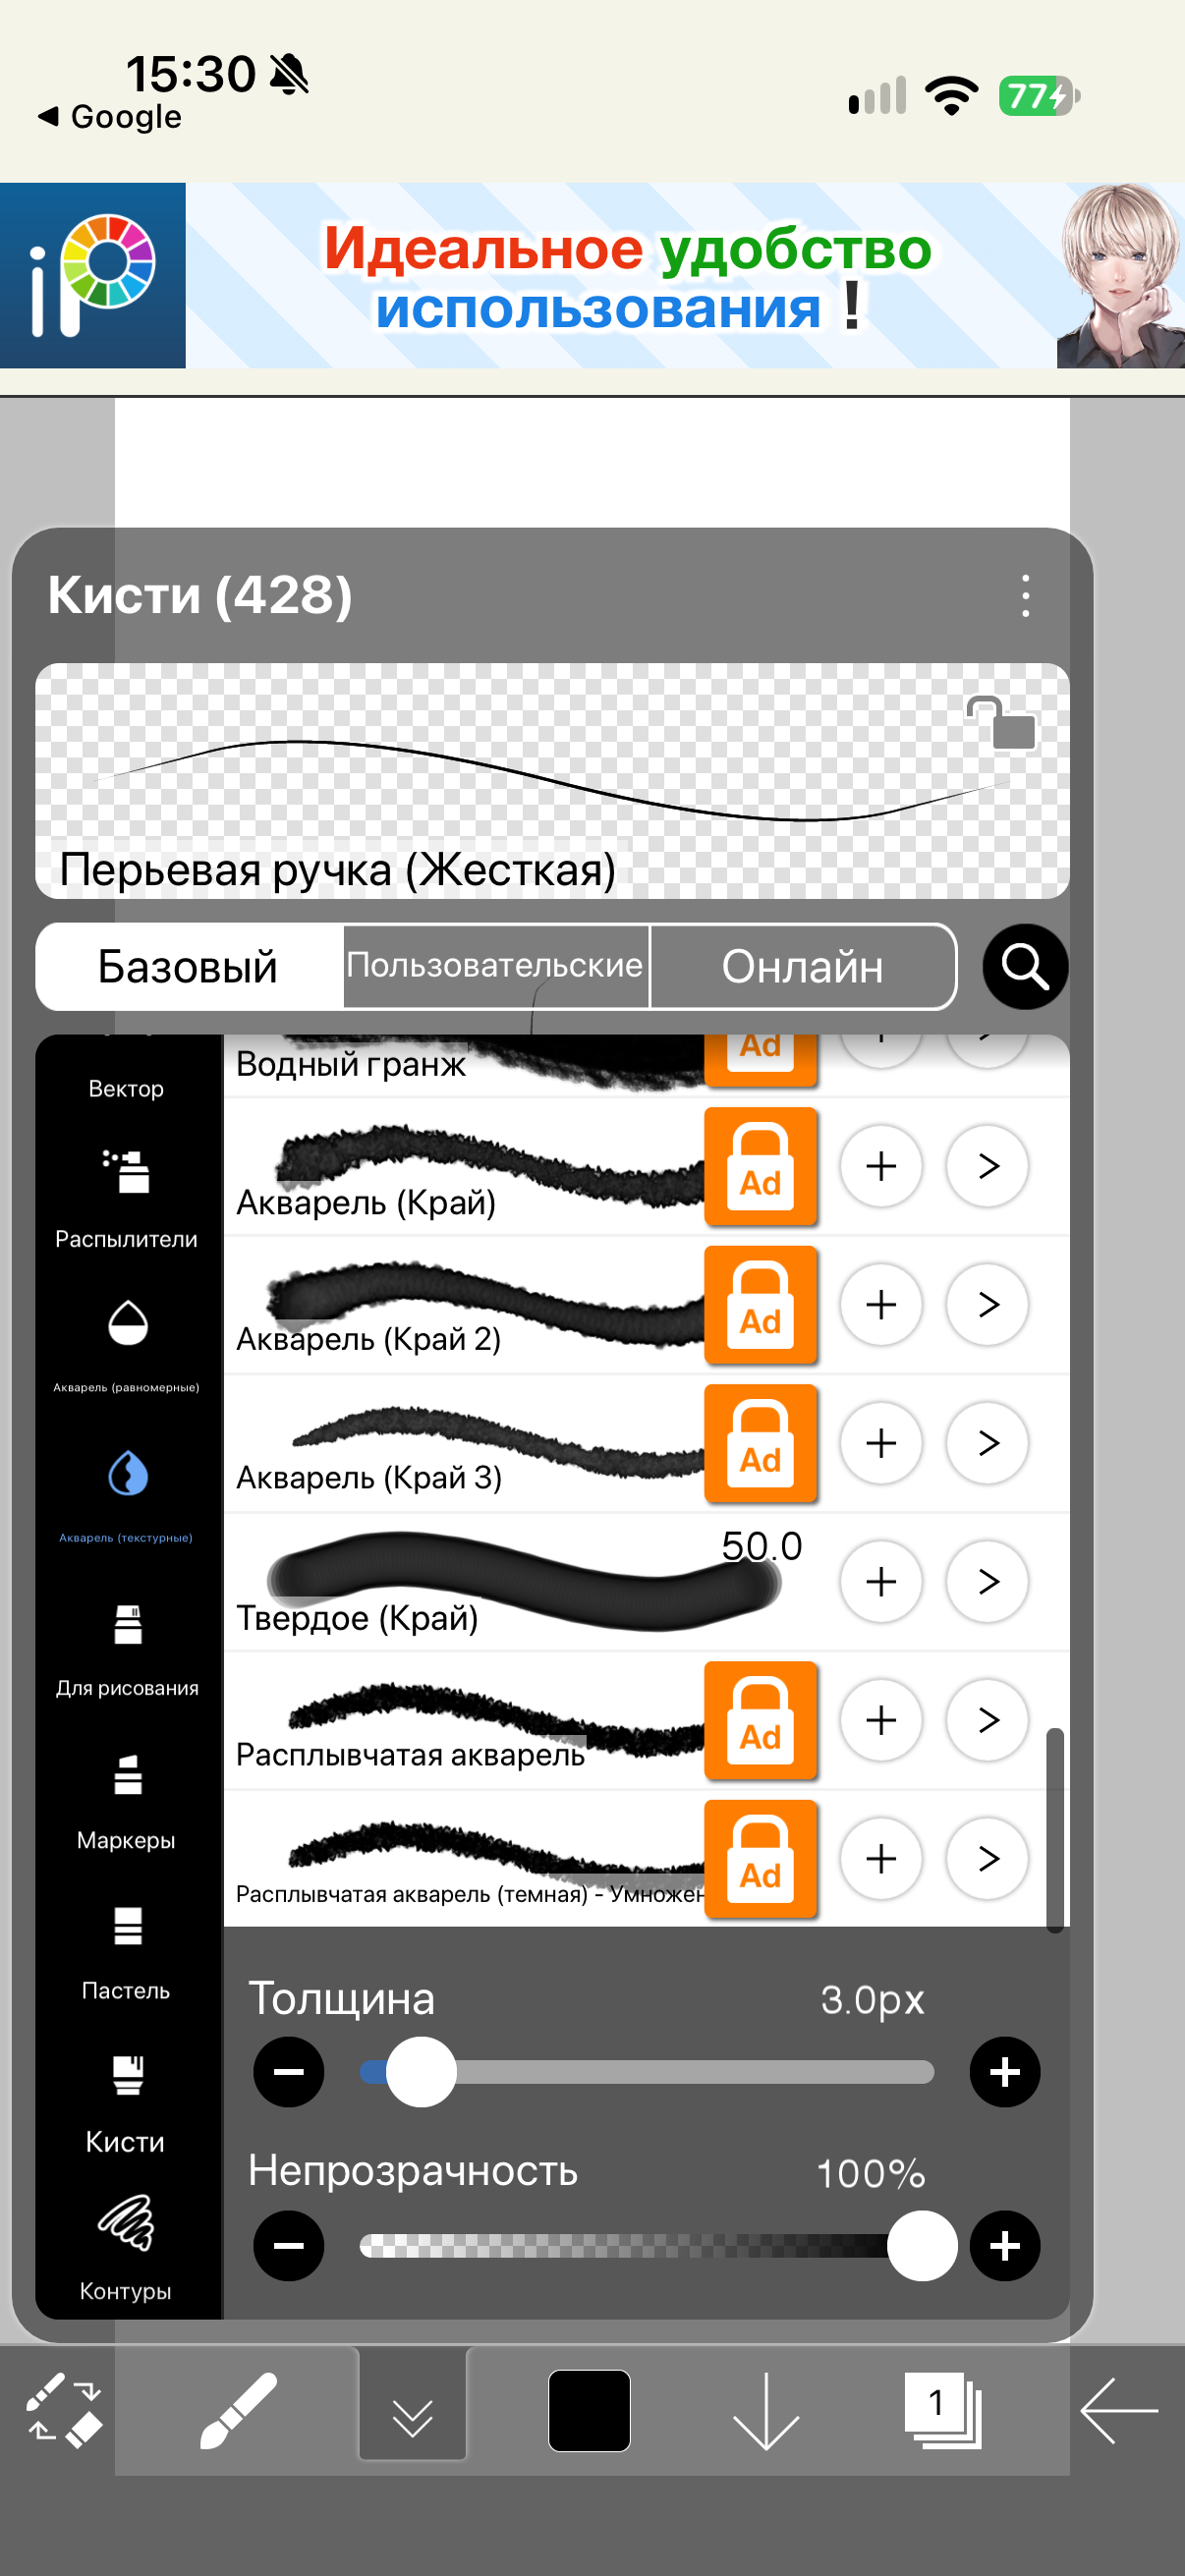 15:30
◀ Google
77
iP
Идеальное удобство
использования !
Кисти (428)
Перьевая ручка (Жесткая)
Базовый
Пользовательские
Онлайн
Вектор
Распылители
Акварель (равномерные)
Акварель (текстурные)
Для рисования
Маркеры
Пастель
Кисти
Контуры
Водный гранж
Ad
Акварель (Край)
Ad
Акварель (Край 2)
Ad
Акварель (Край 3)
Ad
50.0
Твердое (Край)
Расплывчатая акварель
Ad
Расплывчатая акварель (темная) - Умножен
Ad
Толщина
3.0px
Непрозрачность
100%
1